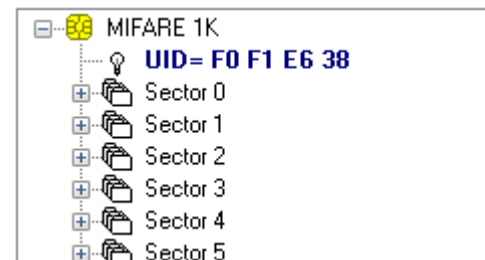 MIFARE 1K
UID= F0 F1 E6 38
Sector 0
Sector 1
Sector 2
Sector 3
Sector 4
Sector 5